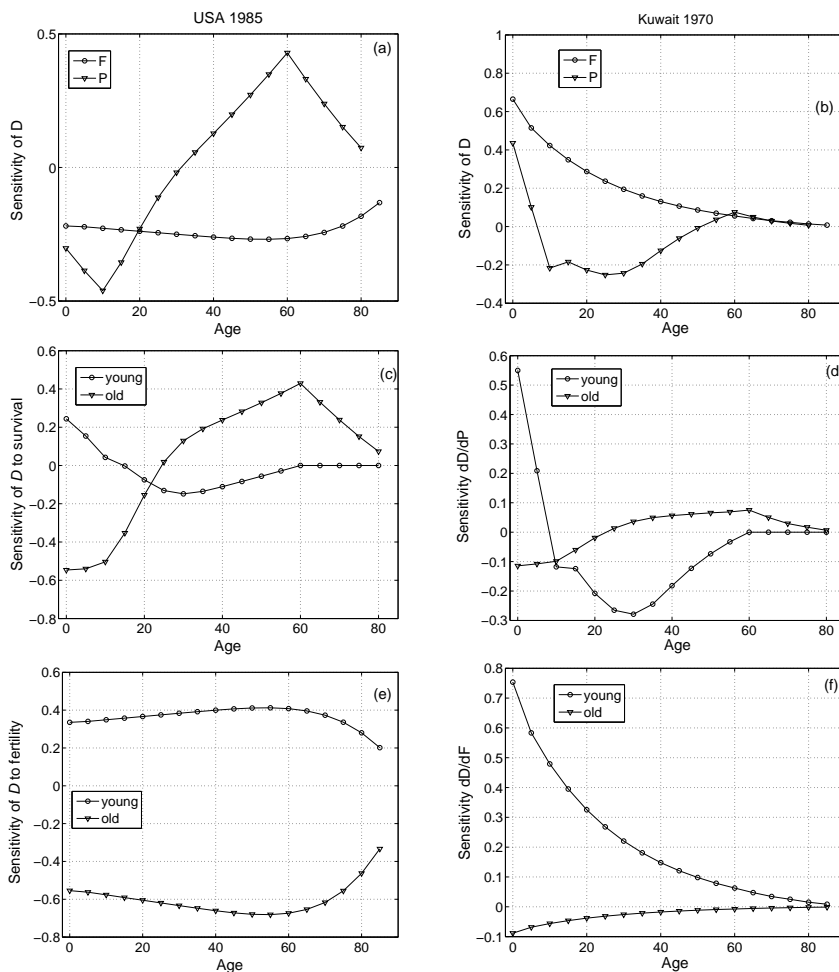 USA 1985
(a)
F
P
0.5
0
−0.5
Sensitivity of D
0 20 40 60 80
Age
Kuwait 1970
(b)
F
P
1
0.8
0.6
0.4
0.2
0
−0.2
−0.4
Sensitivity of D
0 20 40 60 80
Age
(c)
young
old
0.6
0.4
0.2
0
−0.2
−0.4
−0.6
−0.8
Sensitivity of D to survival
0 20 40 60 80
Age
(d)
young
old
0.6
0.5
0.4
0.3
0.2
0.1
0
−0.1
−0.2
−0.3
Sensitivity dD/dP
0 20 40 60 80
Age
(e)
young
old
0.6
0.4
0.2
0
−0.2
−0.4
−0.6
−0.8
Sensitivity of D to fertility
0 20 40 60 80
Age
(f)
young
old
0.8
0.7
0.6
0.5
0.4
0.3
0.2
0.1
0
−0.1
Sensitivity dD/dF
0 20 40 60 80
Age